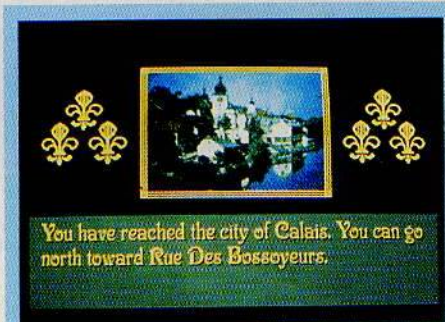 You have reached the city of Calais. You can go
north toward Rue Des Bossoyeurs.